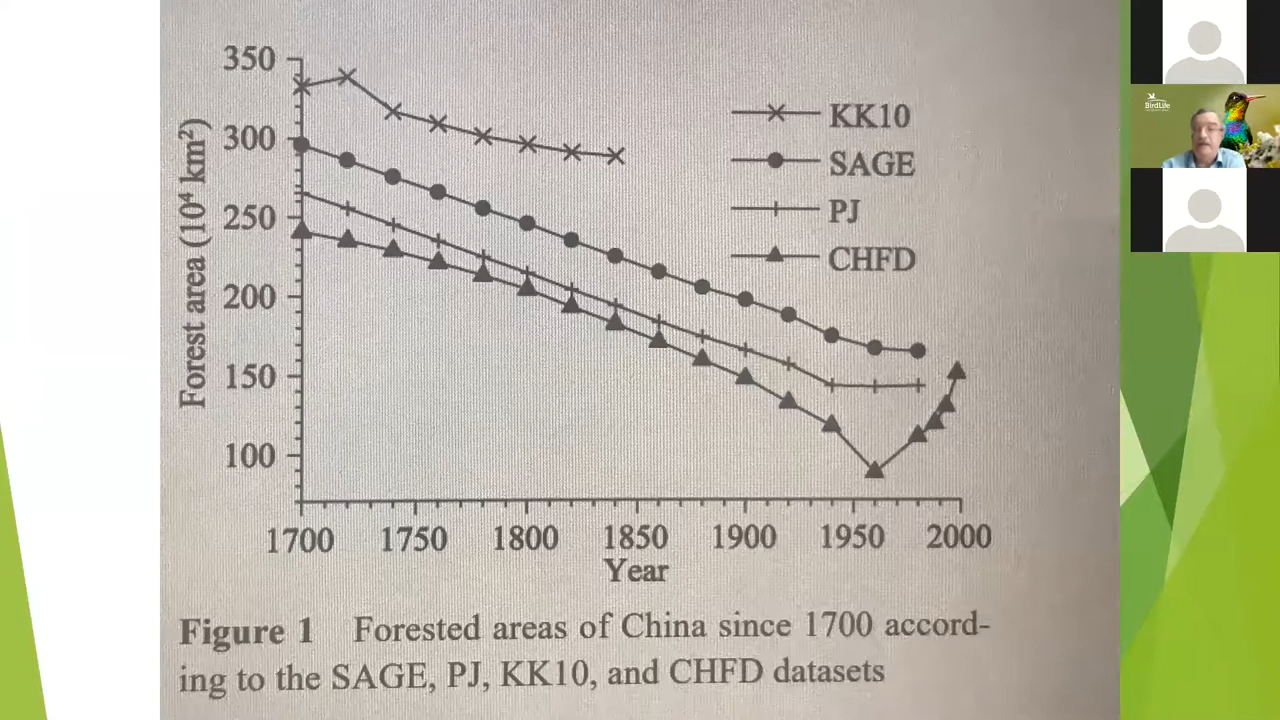 350
300
250
200
150
100
Forest area (10⁴ km²)
KK10
SAGE
PJ
CHFD
1700 1750 1800 1850 1900 1950 2000
Year
Figure 1 Forested areas of China since 1700 accord-
ing to the SAGE, PJ, KK10, and CHFD datasets
BirdLife